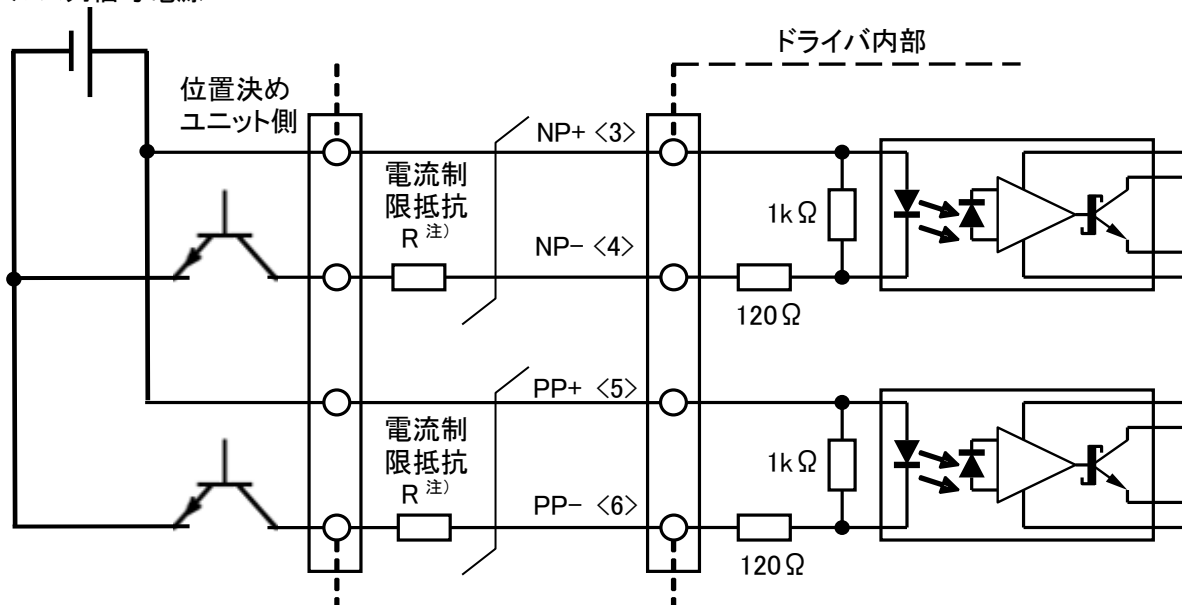 ドライバ内部
位置決め
ユニット側
NP+ <3>
電流制
限抵抗
R 注)
1kΩ
NP- <4>
120Ω
PP+ <5>
電流制
限抵抗
R 注)
1kΩ
PP- <6>
120Ω